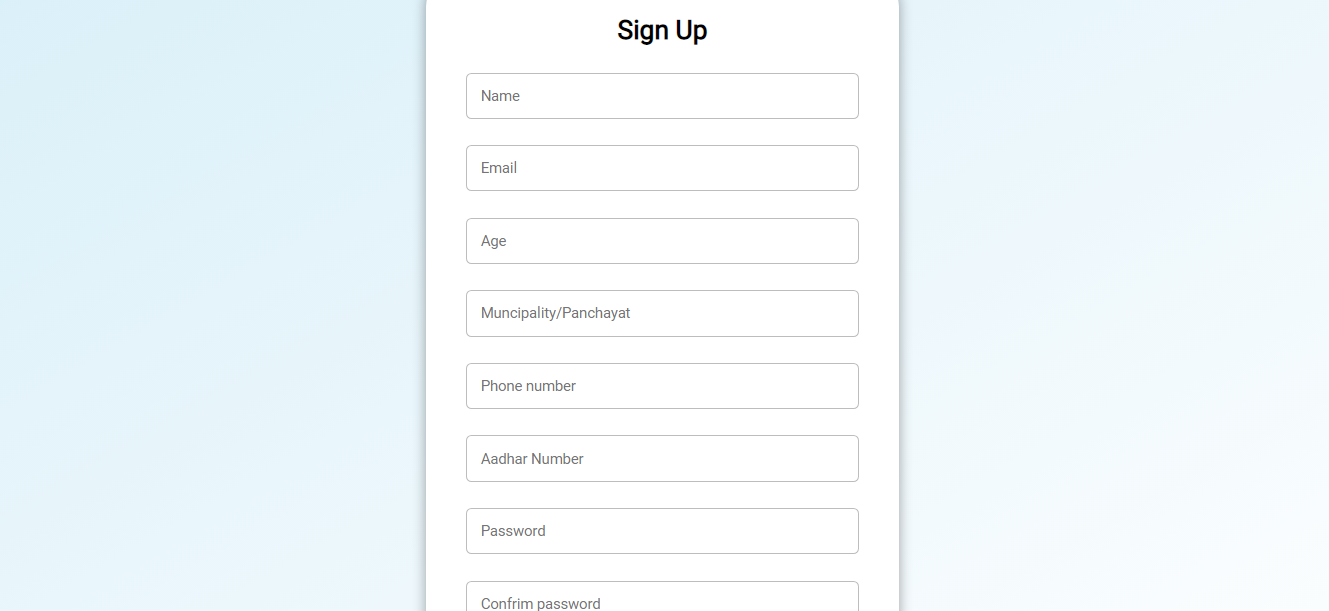 Sign Up
Name
Email
Age
Muncipality/Panchayat
Phone number
Aadhar Number
Password
Confrim password